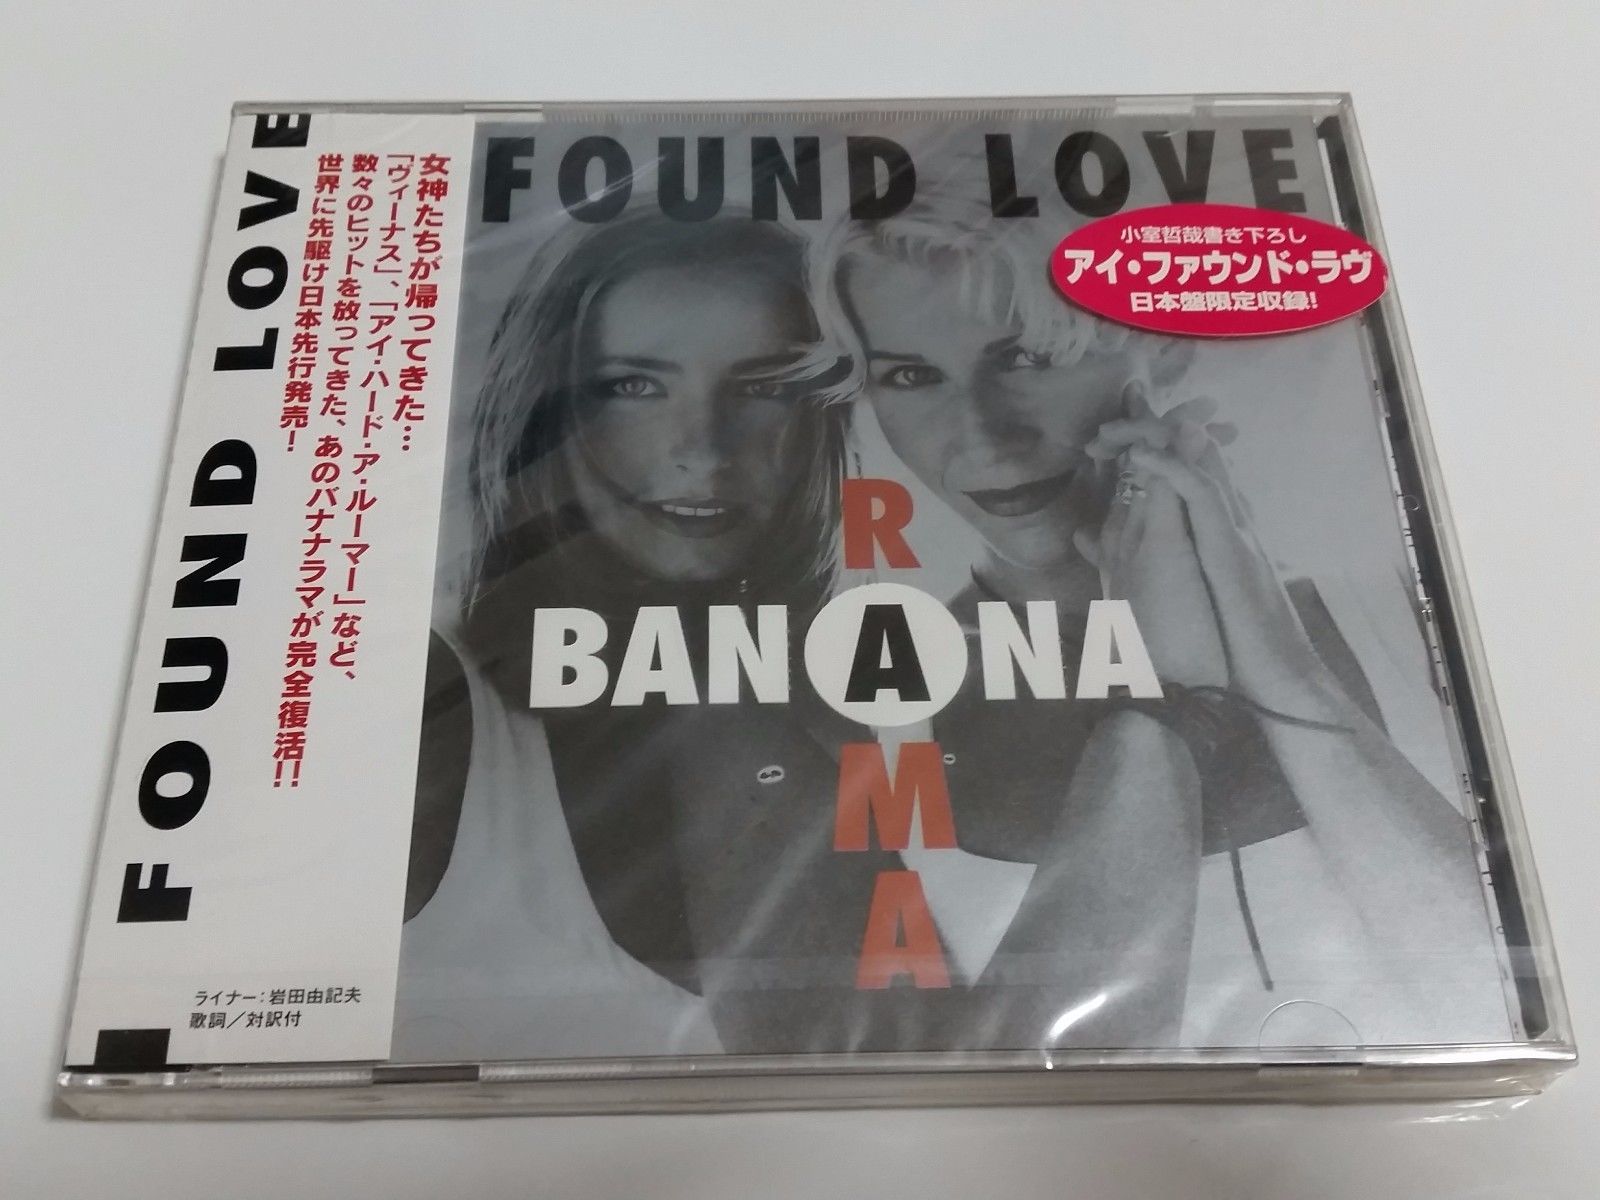 I FOUND LOVE
女神たちが帰ってきた…
「ヴィーナス」、「アイ・ハード・ア・ルーマー」など、
数々のヒットを放ってきた、あのバナナラマが完全復活!!
世界に先駆け日本先行発売!
ライナー:岩田由記夫
歌詞/対訳付
FOUND LOVE
小室哲哉書き下ろし
アイ・ファウンド・ラヴ
日本盤限定収録!
BANANA
RAMA